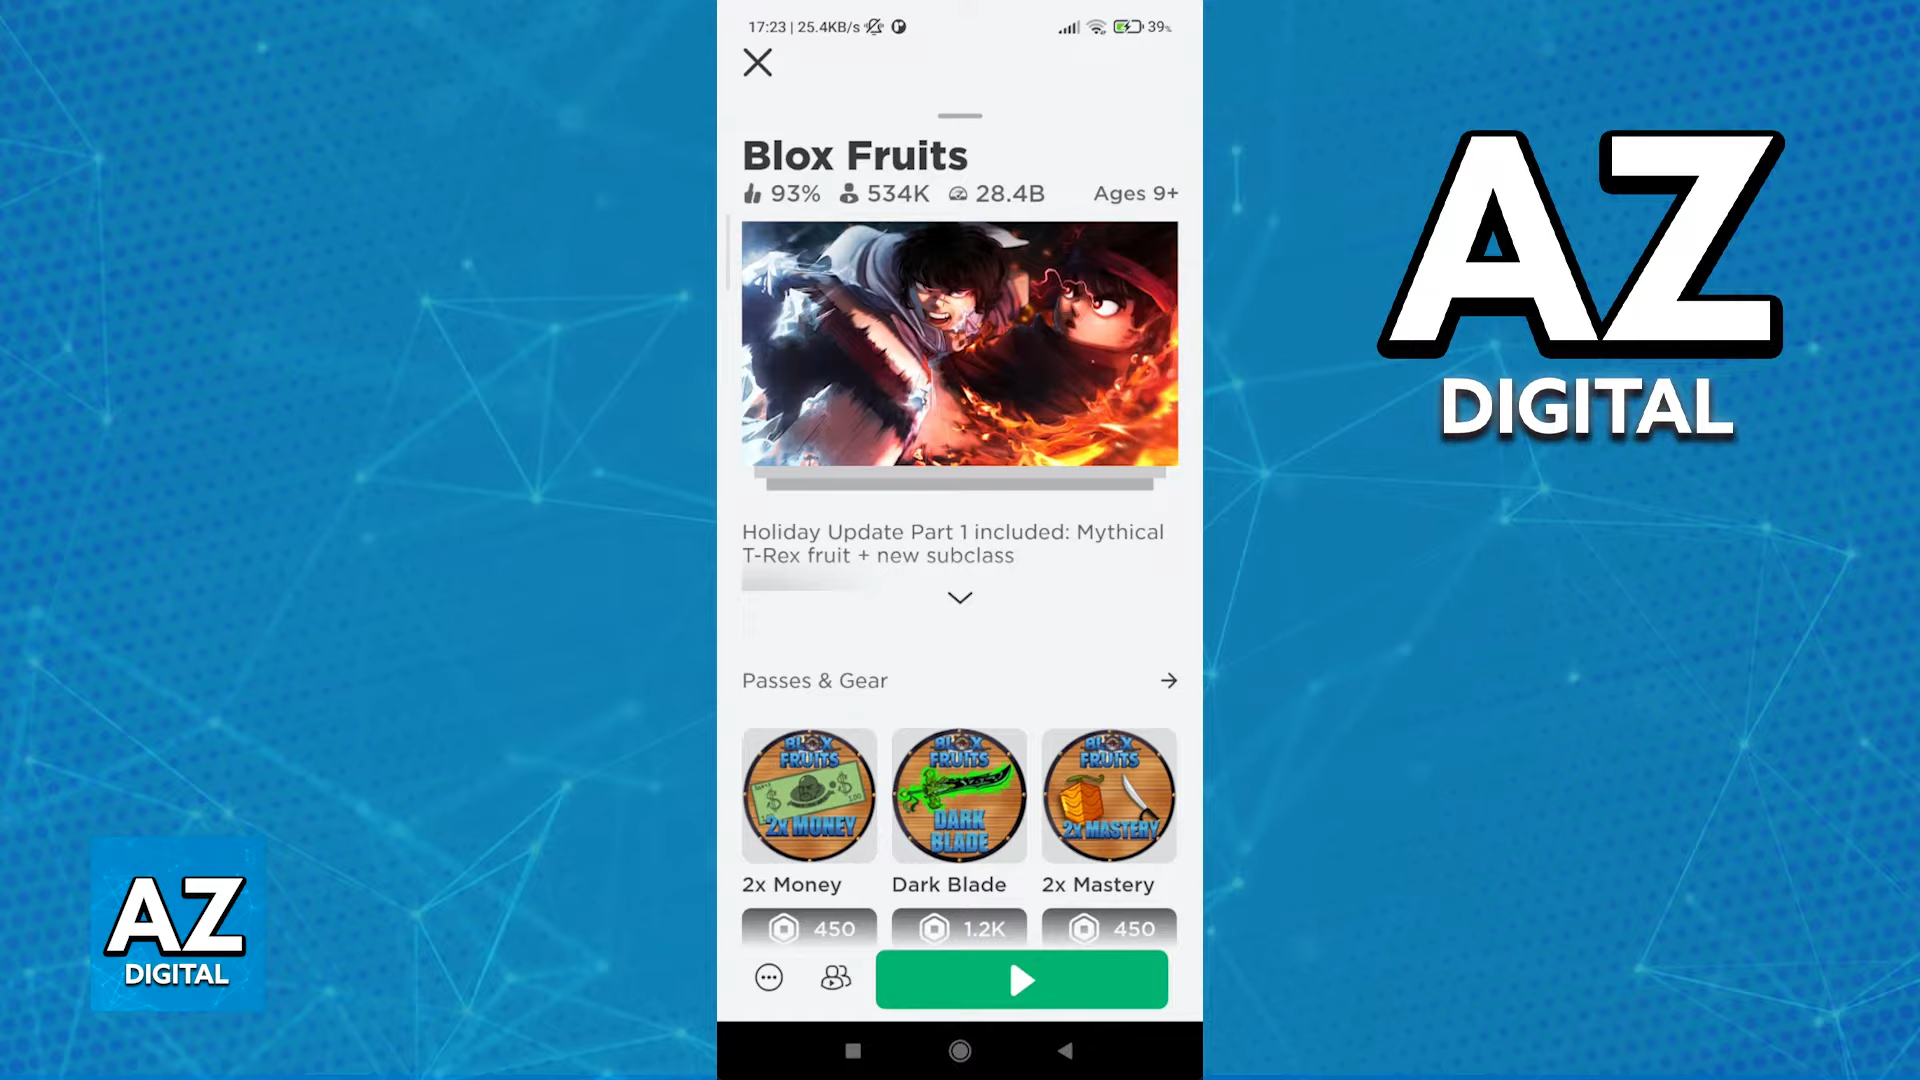 17:23 | 25.4KB/s
39%
Blox Fruits
93% 534K 28.4B Ages 9+
Holiday Update Part 1 included: Mythical
T-Rex fruit + new subclass
Passes & Gear
BLOX
FRUITS
2X MONEY
BLOX
FRUITS
DARK
BLADE
BLOX
FRUITS
2X MASTERY
2x Money Dark Blade 2x Mastery
450 1.2K 450
AZ
DIGITAL
AZ
DIGITAL